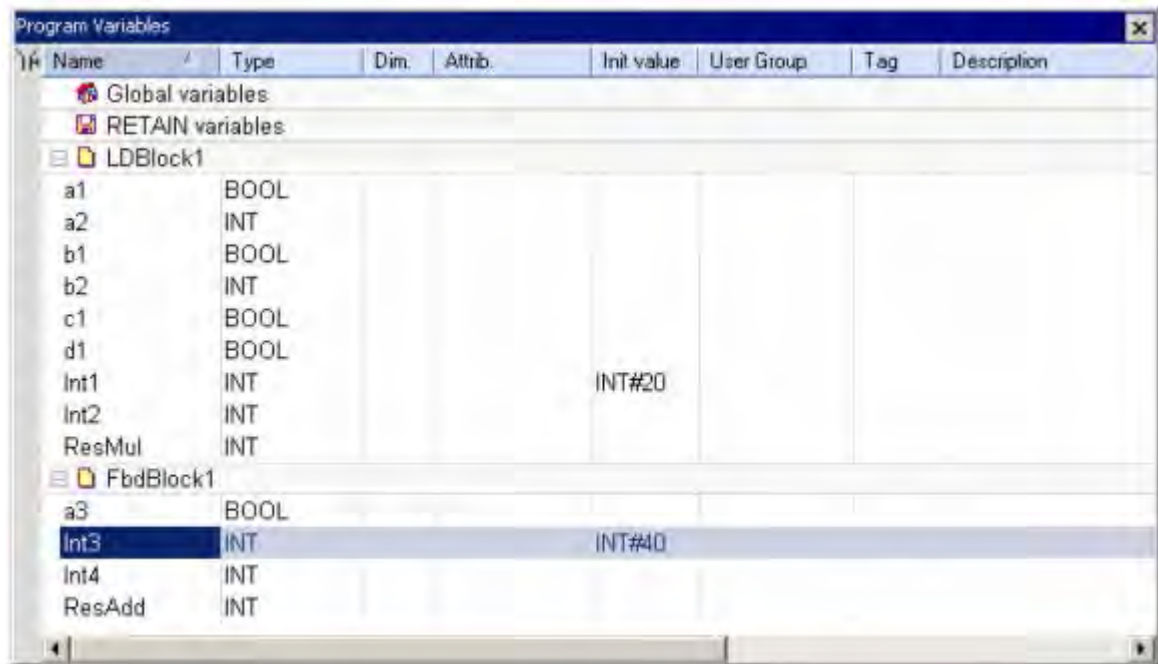 Program Variables
Name Type Dim. Attrib. Init value User Group Tag Description
Global variables
RETAIN variables
LDBlock1
a1 BOOL
a2 INT
b1 BOOL
b2 INT
c1 BOOL
d1 BOOL
Int1 INT INT#20
Int2 INT
ResMul INT
FbdBlock1
a3 BOOL
Int3 INT INT#40
Int4 INT
ResAdd INT